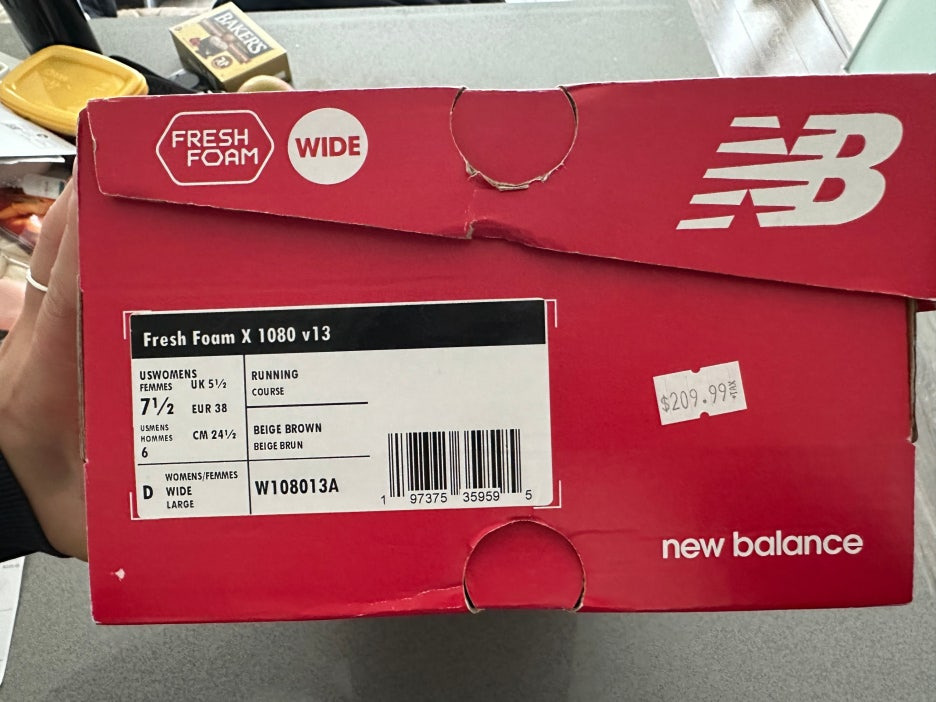 BAKER'S
FRESH
FOAM
WIDE
NB
Fresh Foam X 1080 v13
USWOMENS
FEMMES
UK 5½
7½
EUR 38
USMENS
HOMMES
CM 24½
6
RUNNING
COURSE
BEIGE BROWN
BEIGE BRUN
D
WOMENS/FEMMES
WIDE
LARGE
W108013A
1 97375 35959 5
$209.99+TAX
new balance